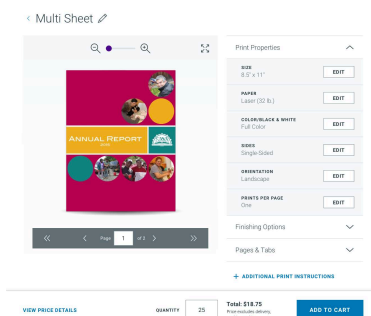 Multi Sheet
Print Properties
SIZE
8.5" x 11"
EDIT
PAPER
Laser (32 lb.)
EDIT
COLOR/BLACK & WHITE
Full Color
EDIT
SIDES
Single-Sided
EDIT
ORIENTATION
Landscape
EDIT
PRINTS PER PAGE
One
EDIT
Finishing Options
Pages & Tabs
+ ADDITIONAL PRINT INSTRUCTIONS
ANNUAL REPORT
Page 1 of 2
VIEW PRICE DETAILS
QUANTITY 25
Total: $18.75
Price excludes delivery.
ADD TO CART